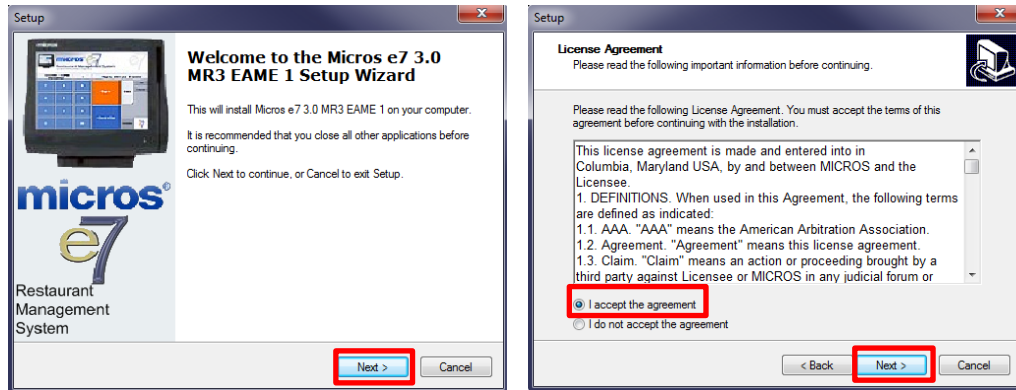 Setup
Welcome to the Micros e7 3.0
MR3 EAME 1 Setup Wizard
This will install Micros e7 3.0 MR3 EAME 1 on your computer.
It is recommended that you close all other applications before
continuing.
Click Next to continue, or Cancel to exit Setup.
micros®
e7
Restaurant
Management
System
Next >
Cancel
Setup
License Agreement
Please read the following important information before continuing.
Please read the following License Agreement. You must accept the terms of this
agreement before continuing with the installation.
This license agreement is made and entered into in
Columbia, Maryland USA, by and between MICROS and the
Licensee.
1. DEFINITIONS. When used in this Agreement, the following terms
are defined as indicated:
1.1. AAA. "AAA" means the American Arbitration Association.
1.2. Agreement. "Agreement" means this license agreement.
1.3. Claim. "Claim" means an action or proceeding brought by a
third party against Licensee or MICROS in any judicial forum or
I accept the agreement
I do not accept the agreement
< Back
Next >
Cancel